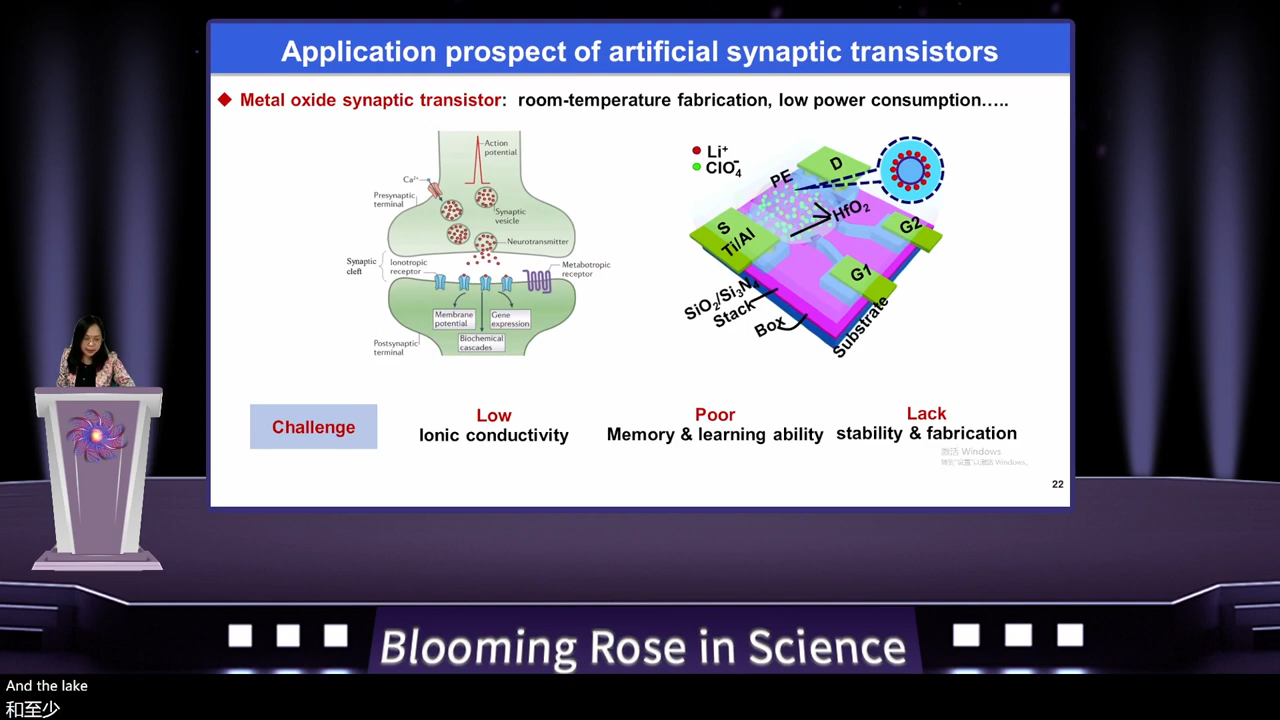 Application prospect of artificial synaptic transistors
◆ Metal oxide synaptic transistor: room-temperature fabrication, low power consumption…..
Action
potential
Ca²⁺
Presynaptic
terminal
Synaptic
vesicle
Neurotransmitter
Synaptic
cleft
Ionotropic
receptor
Metabotropic
receptor
Membrane
potential
Gene
expression
Biochemical
cascades
Postsynaptic
terminal
Li⁺
ClO₄⁻
PE
D
HfO₂
S
Ti/Al
G2
G1
SiO₂/Si₃N₄
Stack
Box
Substrate
Challenge
Low
Ionic conductivity
Poor
Memory & learning ability
Lack
stability & fabrication
激活 Windows
转到"设置"以激活 Windows。
22
Blooming Rose in Science
And the lake
和至少